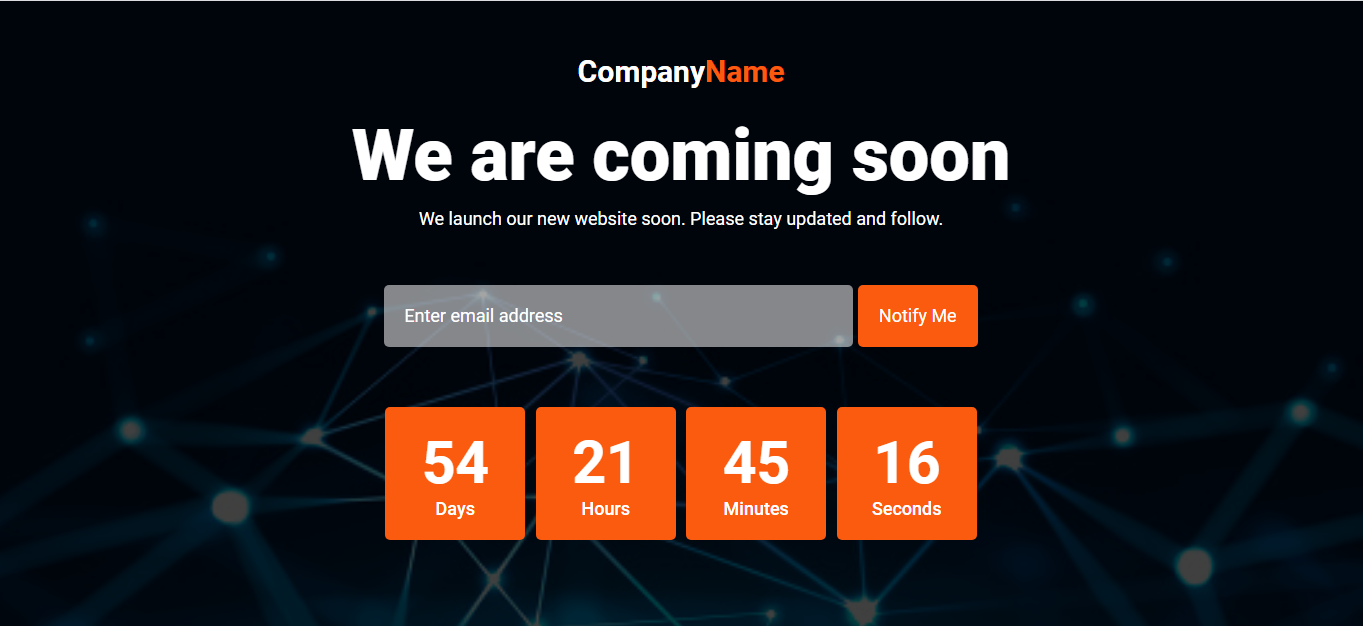 CompanyName
We are coming soon
We launch our new website soon. Please stay updated and follow.
Enter email address
Notify Me
54 21 45 16
Days Hours Minutes Seconds